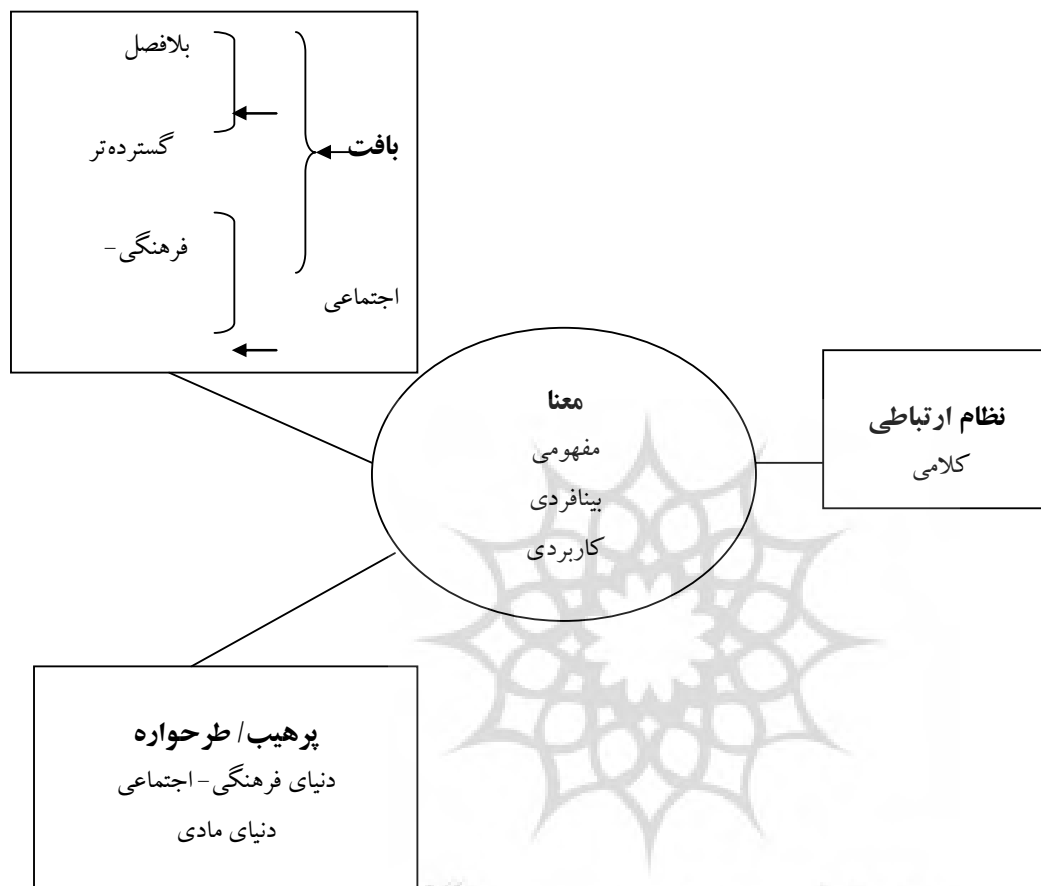 بلافصل
بافت
گسترده‌تر
فرهنگی-
اجتماعی
نظام ارتباطی
کلامی
معنا
مفهومی
بینافردی
کاربردی
پرهیب/ طرحواره
دنیای فرهنگی- اجتماعی
دنیای مادی